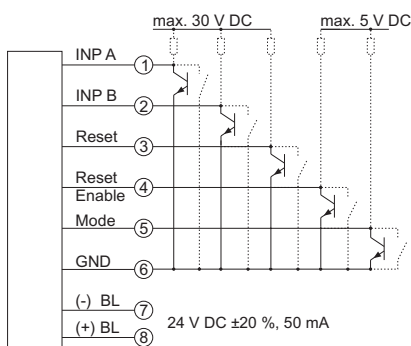 max. 30 V DC
max. 5 V DC
INP A
1
INP B
2
Reset
3
Reset
Enable
4
Mode
5
GND
6
(-) BL
7
24 V DC ±20 %, 50 mA
(+) BL
8